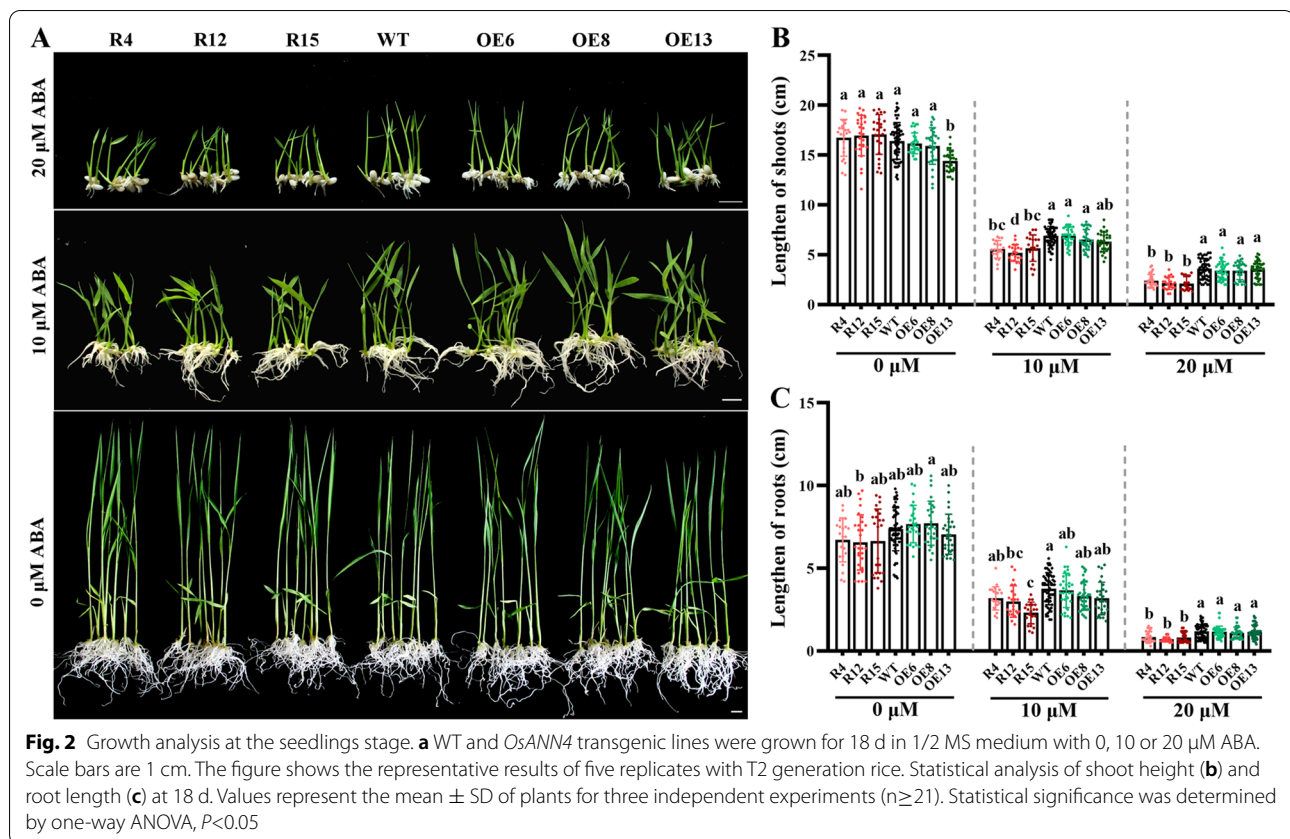 A
R4 R12 R15 WT OE6 OE8 OE13
20 μM ABA
10 μM ABA
0 μM ABA
B
Lengthen of shoots (cm)
25
20
15
10
5
0
a a a a a a b
bc d bc a a a ab
b b b a a a a
R4 R12 R15 WT OE6 OE8 OE13 R4 R12 R15 WT OE6 OE8 OE13 R4 R12 R15 WT OE6 OE8 OE13
0 μM 10 μM 20 μM
C
Lengthen of roots (cm)
15
10
5
0
ab b ab ab ab a ab
ab bc c a ab ab ab
b b b a a a a
R4 R12 R15 WT OE6 OE8 OE13 R4 R12 R15 WT OE6 OE8 OE13 R4 R12 R15 WT OE6 OE8 OE13
0 μM 10 μM 20 μM
Fig. 2 Growth analysis at the seedlings stage. a WT and OsANN4 transgenic lines were grown for 18 d in 1/2 MS medium with 0, 10 or 20 μM ABA.
Scale bars are 1 cm. The figure shows the representative results of five replicates with T2 generation rice. Statistical analysis of shoot height (b) and
root length (c) at 18 d. Values represent the mean ± SD of plants for three independent experiments (n≥21). Statistical significance was determined
by one-way ANOVA, P<0.05